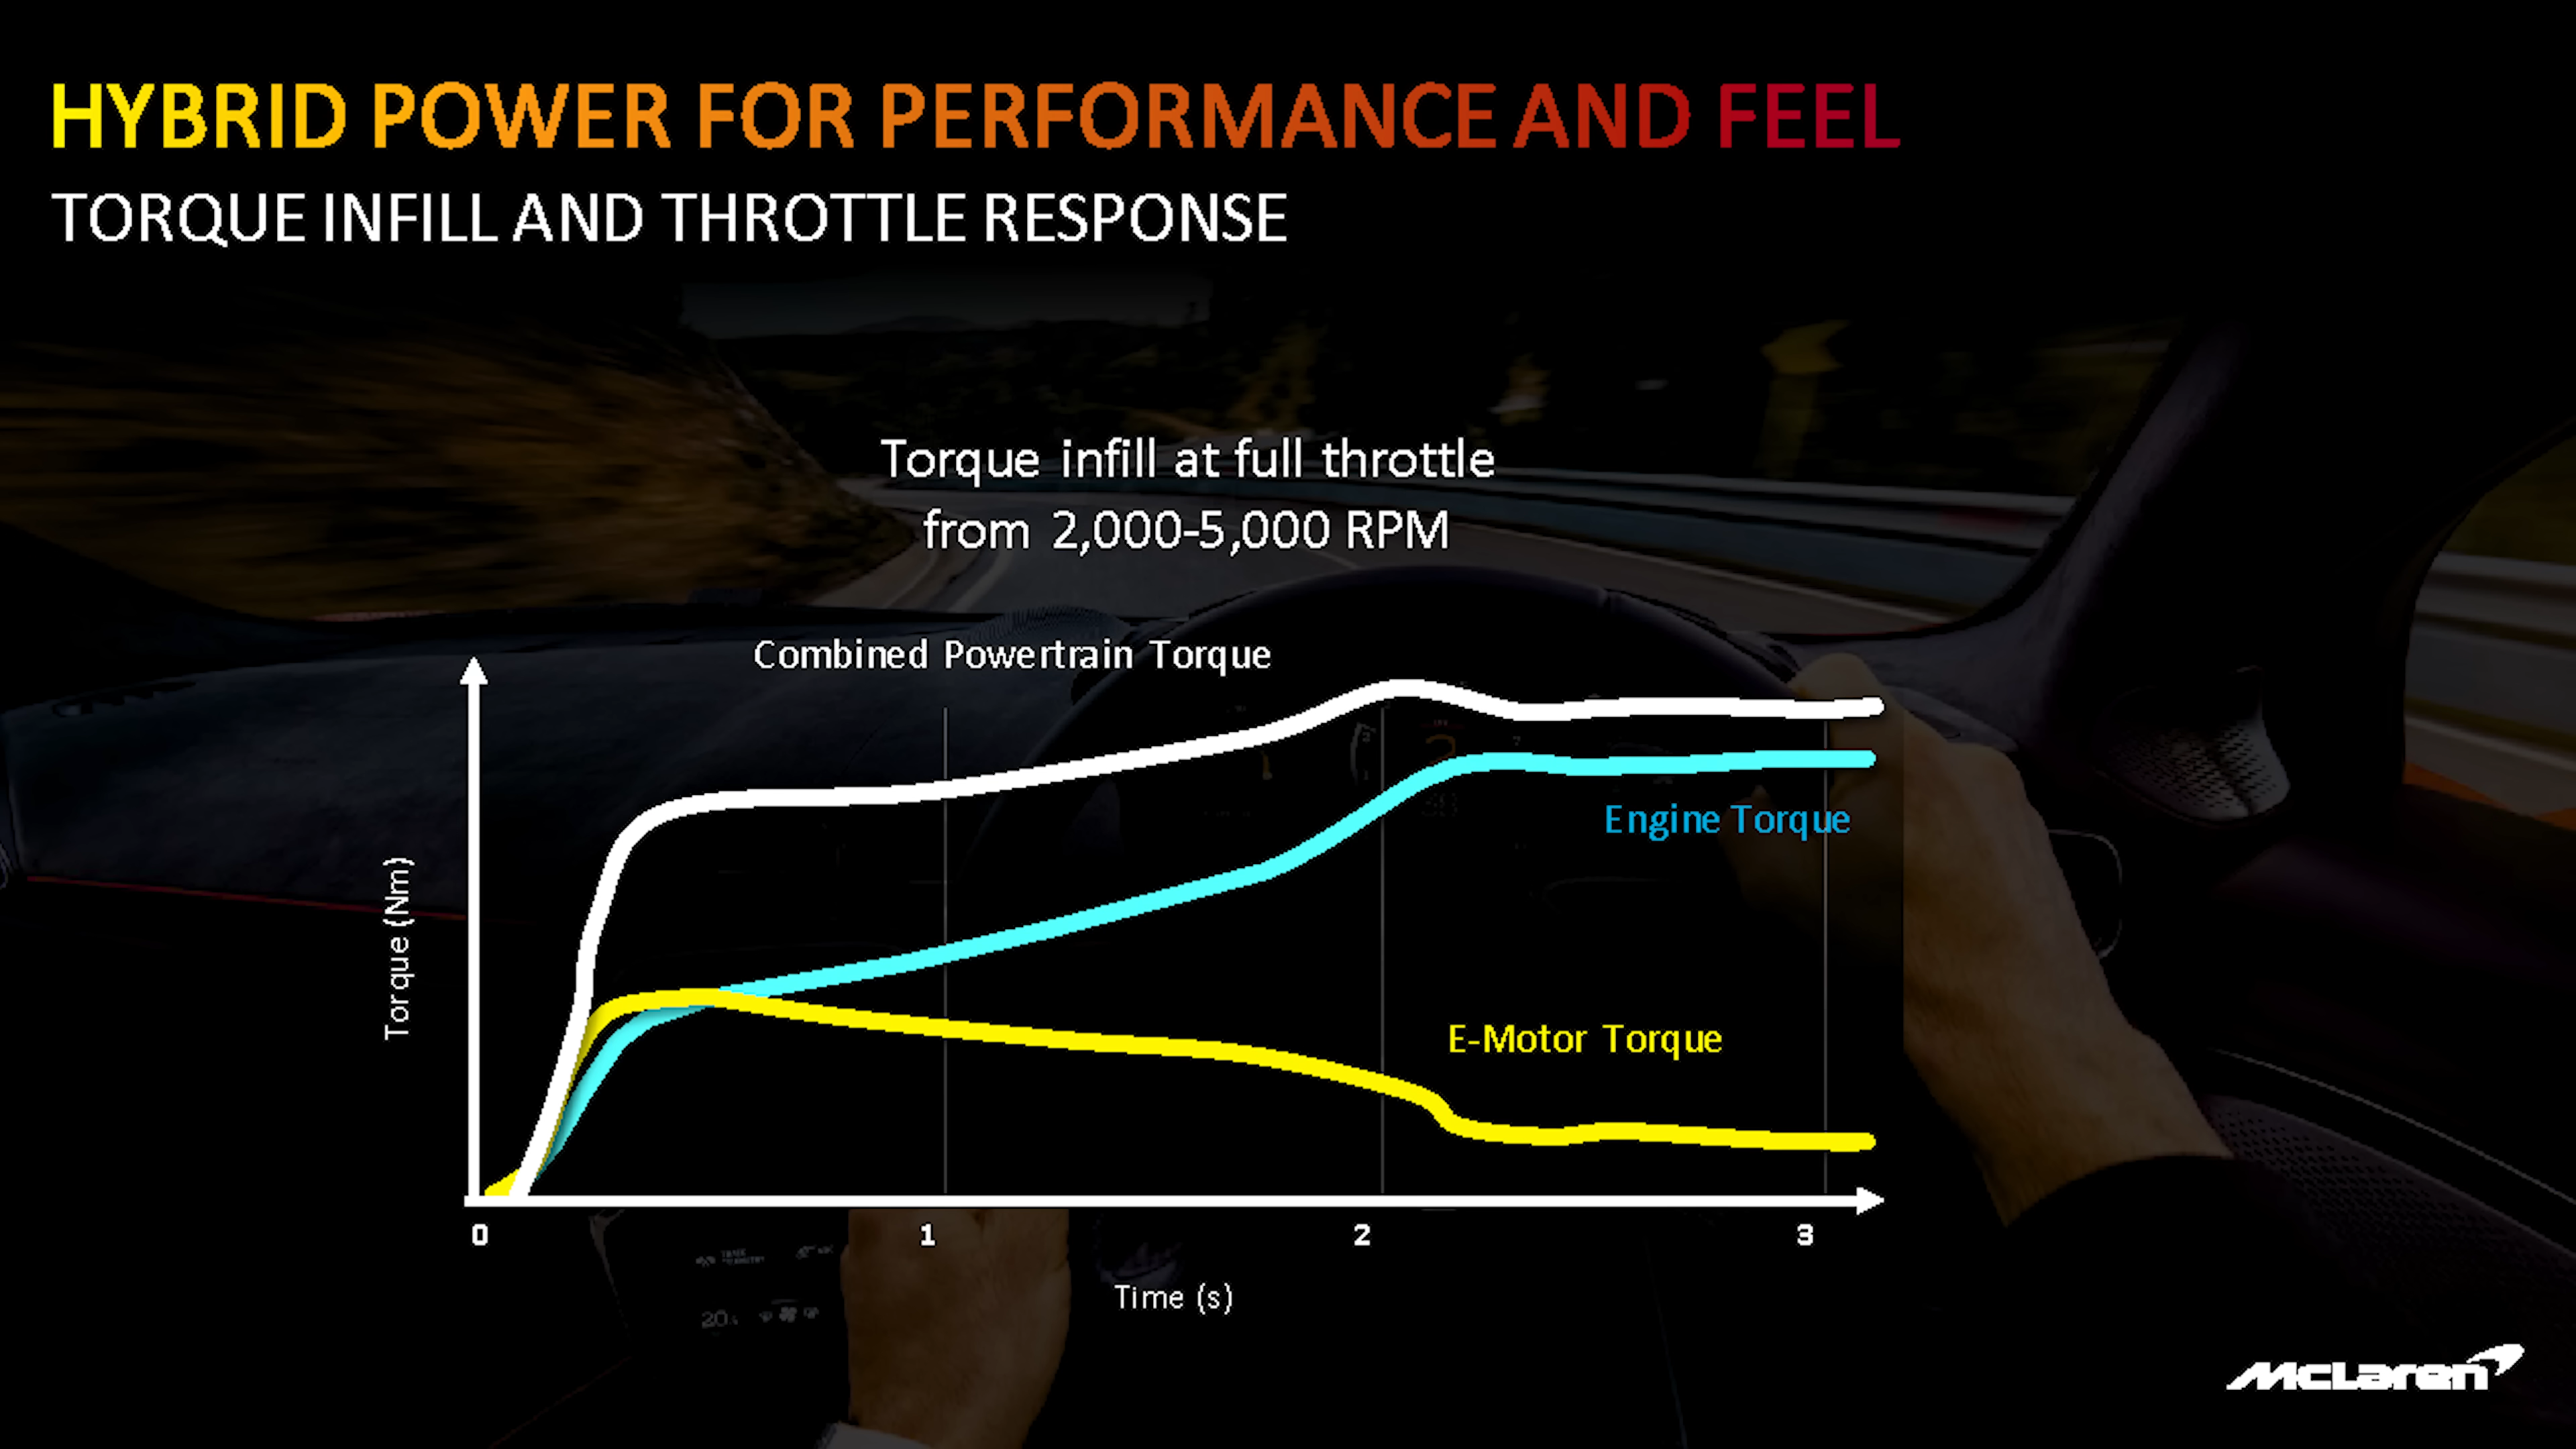 HYBRID POWER FOR PERFORMANCE AND FEEL
TORQUE INFILL AND THROTTLE RESPONSE
Torque infill at full throttle
from 2,000-5,000 RPM
Combined Powertrain Torque
Engine Torque
E-Motor Torque
Torque (Nm)
0 1 2 3
Time (s)
McLaren